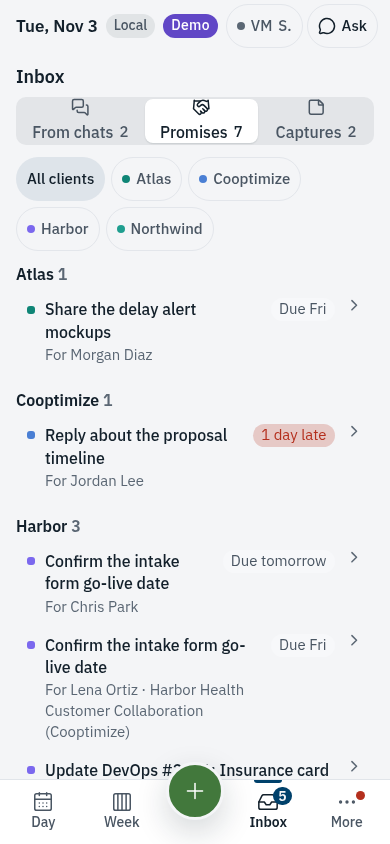 Tue, Nov 3 Local Demo VM S. Ask
Inbox
From chats 2 Promises 7 Captures 2
All clients Atlas Cooptimize
Harbor Northwind
Atlas 1
Share the delay alert Due Fri
mockups
For Morgan Diaz
Cooptimize 1
Reply about the proposal 1 day late
timeline
For Jordan Lee
Harbor 3
Confirm the intake Due tomorrow
form go-live date
For Chris Park
Confirm the intake form go- Due Fri
live date
For Lena Ortiz · Harbor Health
Customer Collaboration
(Cooptimize)
Update DevOps Insurance card
5
Day Week Inbox More